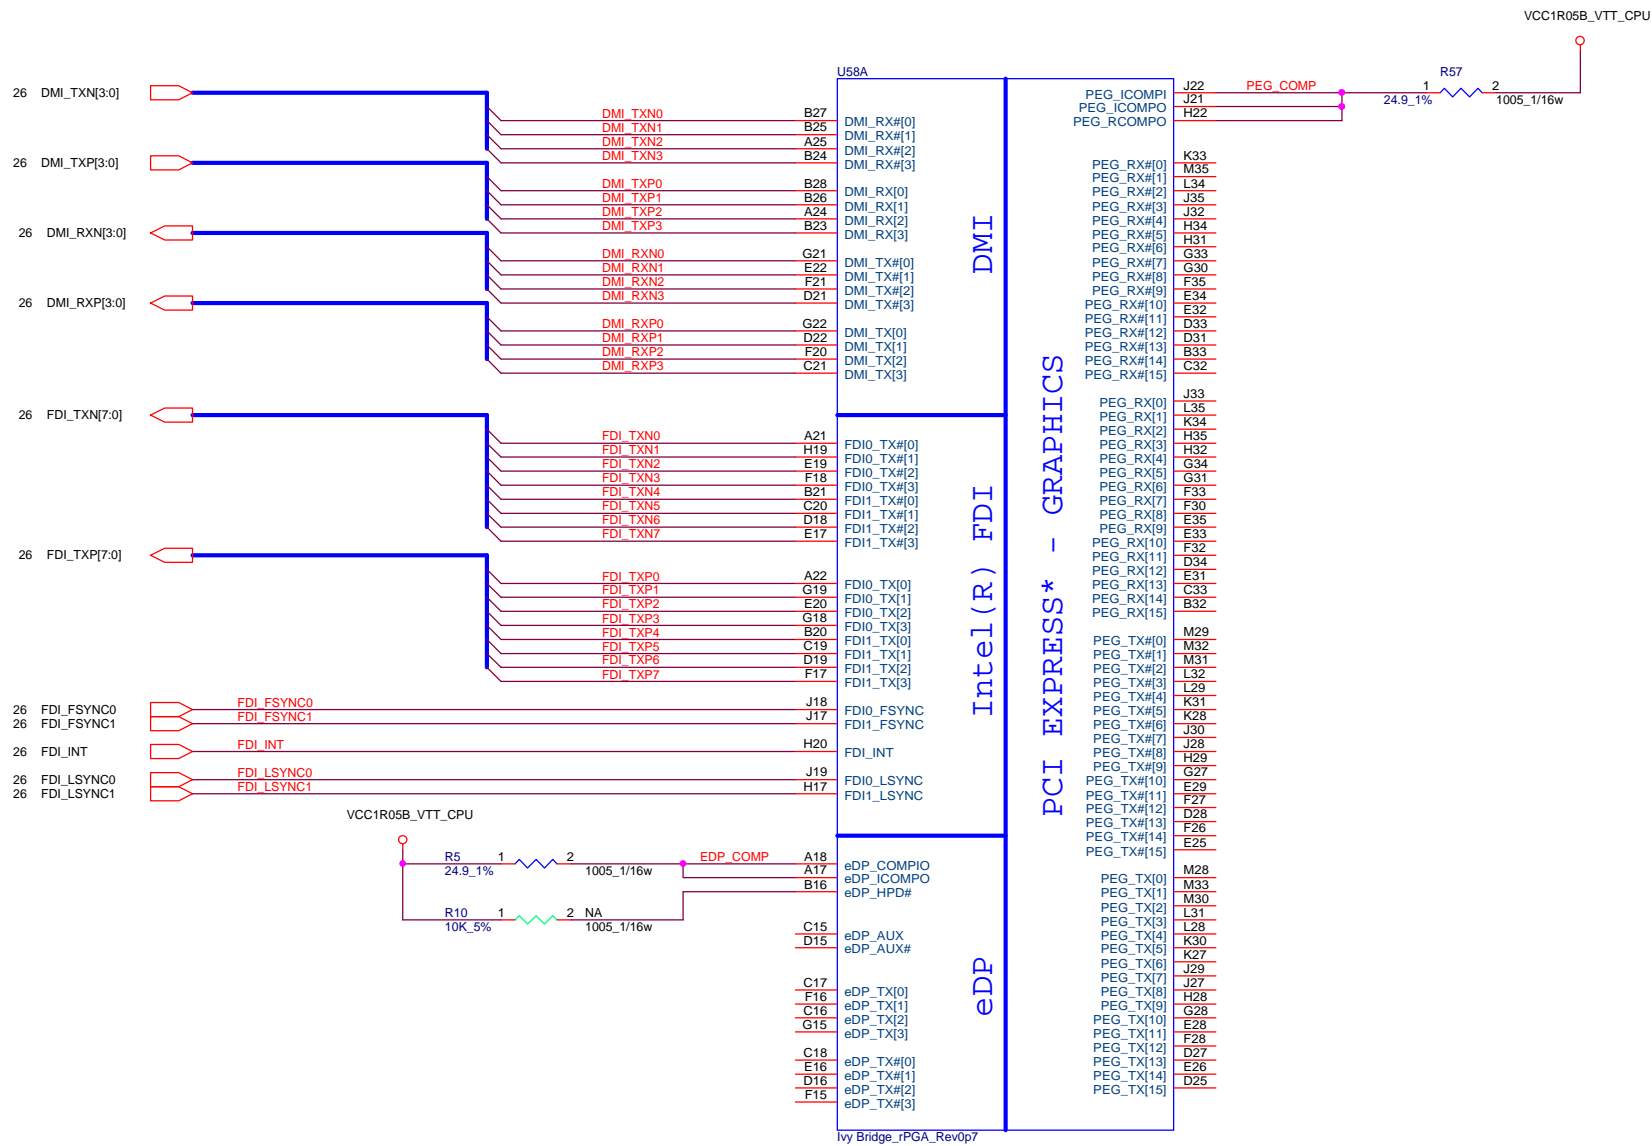 VCC1R05B_VTT_CPU
U58A
R57
26 DMI_TXN[3:0]
PEG_COMP
1 2
24.9_1% 1005_1/16w
J22 PEG_ICOMPI
J21 PEG_ICOMPO
H22 PEG_RCOMPO
DMI_TXN0 B27 DMI_RX#[0]
DMI_TXN1 B25 DMI_RX#[1]
DMI_TXN2 A25 DMI_RX#[2]
DMI_TXN3 B24 DMI_RX#[3]
26 DMI_TXP[3:0]
DMI_TXP0 B28 DMI_RX[0]
DMI_TXP1 B26 DMI_RX[1]
DMI_TXP2 A24 DMI_RX[2]
DMI_TXP3 B23 DMI_RX[3]
26 DMI_RXN[3:0]
DMI_RXN0 G21 DMI_TX#[0]
DMI_RXN1 E22 DMI_TX#[1]
DMI_RXN2 F21 DMI_TX#[2]
DMI_RXN3 D21 DMI_TX#[3]
26 DMI_RXP[3:0]
DMI_RXP0 G22 DMI_TX[0]
DMI_RXP1 D22 DMI_TX[1]
DMI_RXP2 F20 DMI_TX[2]
DMI_RXP3 C21 DMI_TX[3]
DMI
26 FDI_TXN[7:0]
FDI_TXN0 A21 FDI0_TX#[0]
FDI_TXN1 H19 FDI0_TX#[1]
FDI_TXN2 E19 FDI0_TX#[2]
FDI_TXN3 F18 FDI0_TX#[3]
FDI_TXN4 B21 FDI1_TX#[0]
FDI_TXN5 C20 FDI1_TX#[1]
FDI_TXN6 D18 FDI1_TX#[2]
FDI_TXN7 E17 FDI1_TX#[3]
26 FDI_TXP[7:0]
FDI_TXP0 A22 FDI0_TX[0]
FDI_TXP1 G19 FDI0_TX[1]
FDI_TXP2 E20 FDI0_TX[2]
FDI_TXP3 G18 FDI0_TX[3]
FDI_TXP4 B20 FDI1_TX[0]
FDI_TXP5 C19 FDI1_TX[1]
FDI_TXP6 D19 FDI1_TX[2]
FDI_TXP7 F17 FDI1_TX[3]
26 FDI_FSYNC0 FDI_FSYNC0 J18 FDI0_FSYNC
26 FDI_FSYNC1 FDI_FSYNC1 J17 FDI1_FSYNC
26 FDI_INT FDI_INT H20 FDI_INT
26 FDI_LSYNC0 FDI_LSYNC0 J19 FDI0_LSYNC
26 FDI_LSYNC1 FDI_LSYNC1 H17 FDI1_LSYNC
Intel(R) FDI
VCC1R05B_VTT_CPU
R5 1 2 EDP_COMP A18 eDP_COMPIO
24.9_1% 1005_1/16w A17 eDP_ICOMPO
B16 eDP_HPD#
R10 1 2 NA
10K_5% 1005_1/16w
C15 eDP_AUX
D15 eDP_AUX#
C17 eDP_TX[0]
F16 eDP_TX[1]
C16 eDP_TX[2]
G15 eDP_TX[3]
C18 eDP_TX#[0]
E16 eDP_TX#[1]
D16 eDP_TX#[2]
F15 eDP_TX#[3]
eDP
PCI EXPRESS* - GRAPHICS
PEG_RX#[0] K33
PEG_RX#[1] M35
PEG_RX#[2] L34
PEG_RX#[3] J35
PEG_RX#[4] J32
PEG_RX#[5] H34
PEG_RX#[6] H31
PEG_RX#[7] G33
PEG_RX#[8] G30
PEG_RX#[9] F35
PEG_RX#[10] E34
PEG_RX#[11] E32
PEG_RX#[12] D33
PEG_RX#[13] D31
PEG_RX#[14] B33
PEG_RX#[15] C32
PEG_RX[0] J33
PEG_RX[1] L35
PEG_RX[2] K34
PEG_RX[3] H35
PEG_RX[4] H32
PEG_RX[5] G34
PEG_RX[6] G31
PEG_RX[7] F33
PEG_RX[8] F30
PEG_RX[9] E35
PEG_RX[10] E33
PEG_RX[11] F32
PEG_RX[12] D34
PEG_RX[13] E31
PEG_RX[14] C33
PEG_RX[15] B32
PEG_TX#[0] M29
PEG_TX#[1] M32
PEG_TX#[2] M31
PEG_TX#[3] L32
PEG_TX#[4] L29
PEG_TX#[5] K31
PEG_TX#[6] K28
PEG_TX#[7] J30
PEG_TX#[8] J28
PEG_TX#[9] H29
PEG_TX#[10] G27
PEG_TX#[11] E29
PEG_TX#[12] F27
PEG_TX#[13] D28
PEG_TX#[14] F26
PEG_TX#[15] E25
PEG_TX[0] M28
PEG_TX[1] M33
PEG_TX[2] M30
PEG_TX[3] L31
PEG_TX[4] L28
PEG_TX[5] K30
PEG_TX[6] K27
PEG_TX[7] J29
PEG_TX[8] J27
PEG_TX[9] H28
PEG_TX[10] G28
PEG_TX[11] E28
PEG_TX[12] F28
PEG_TX[13] D27
PEG_TX[14] E26
PEG_TX[15] D25
Ivy Bridge_rPGA_Rev0p7